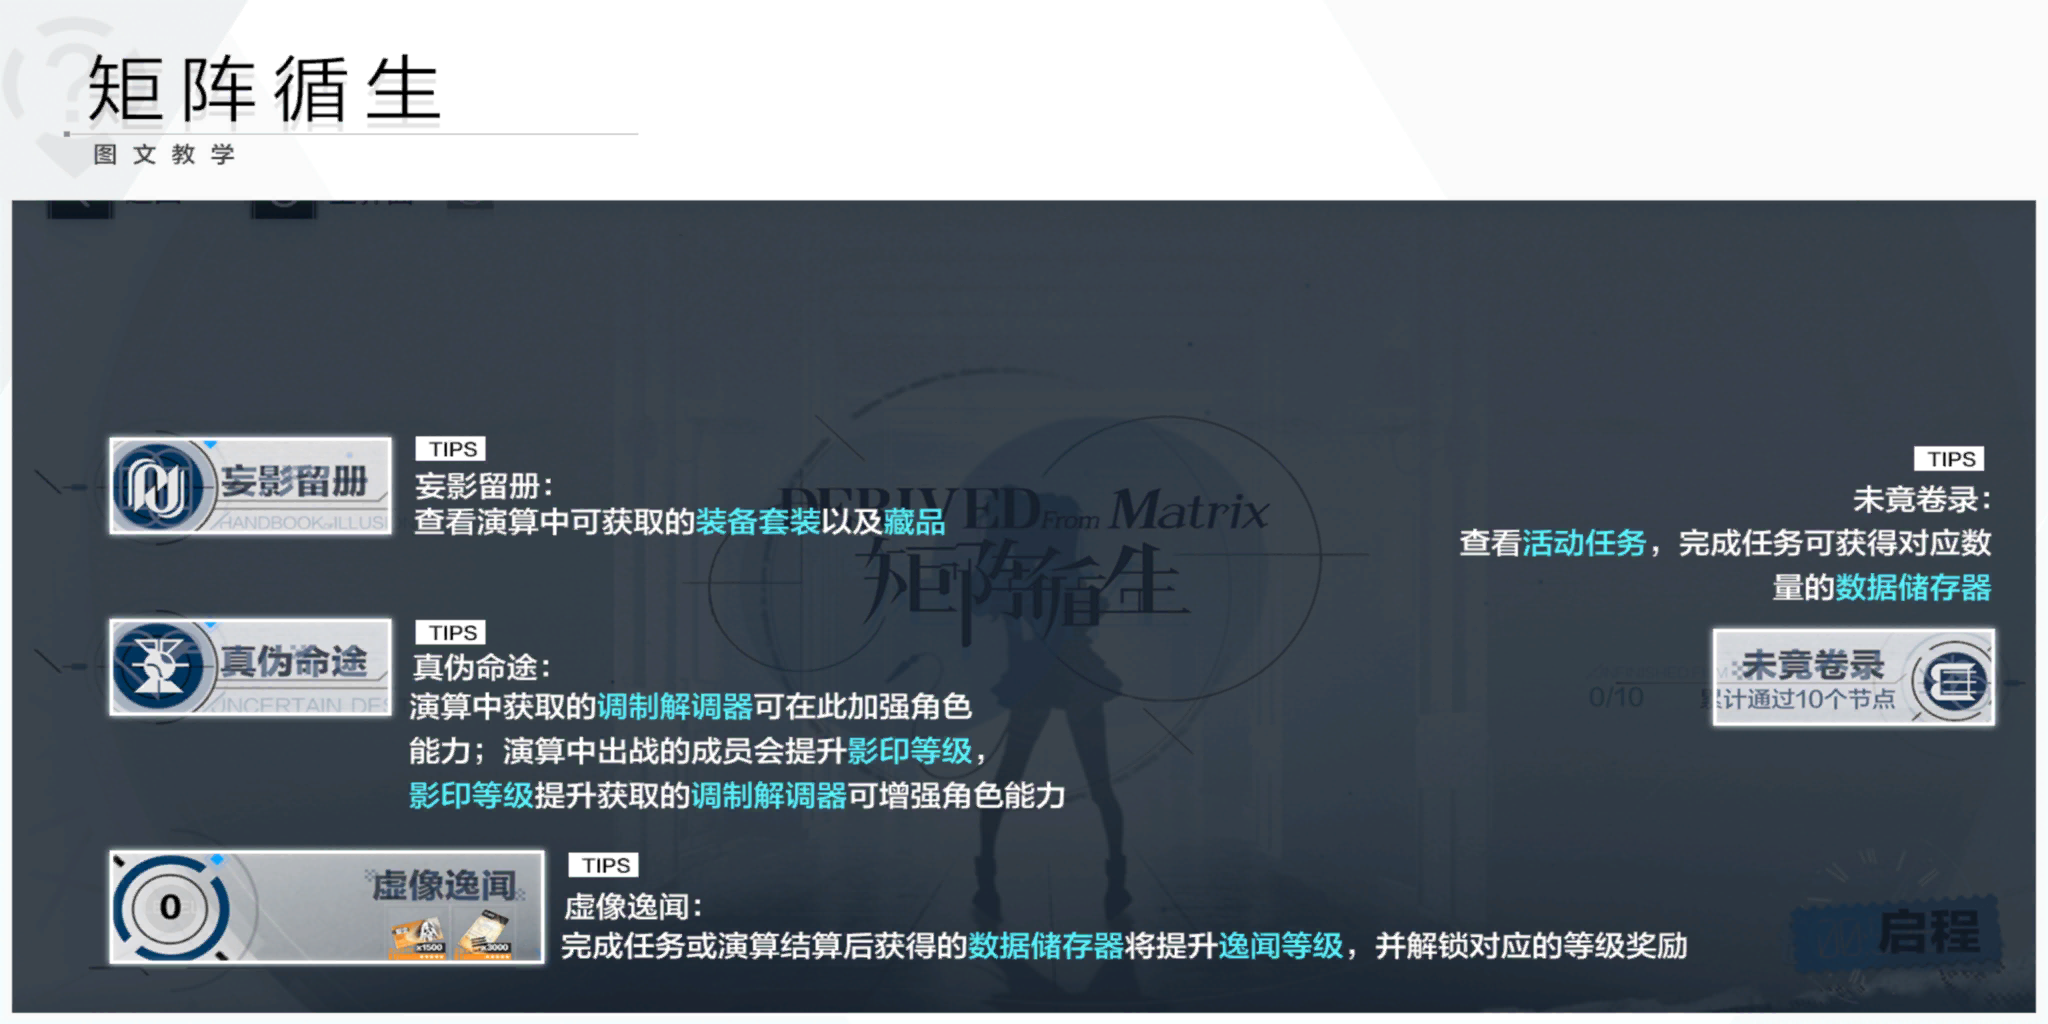 矩阵循生
图文教学
DERIVED From Matrix
矩阵循生
妄影留册
HANDBOOK-ILLUS
TIPS
妄影留册：
查看演算中可获取的装备套装以及藏品
真伪命途
UNCERTAIN DES
TIPS
真伪命途：
演算中获取的调制解调器可在此加强角色
能力；演算中出战的成员会提升影印等级，
影印等级提升获取的调制解调器可增强角色能力
0
虚像逸闻
x1500
x3000
TIPS
虚像逸闻：
完成任务或演算结算后获得的数据储存器将提升逸闻等级，并解锁对应的等级奖励
TIPS
未竟卷录：
查看活动任务，完成任务可获得对应数
量的数据储存器
未竟卷录
0/10
累计通过10个节点
启程